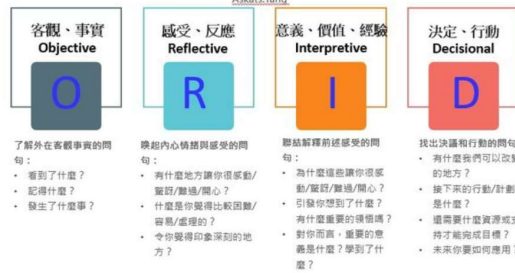 Askats.Yang
客觀、事實
Objective
O
了解外在客觀事實的問
句：
• 看到了什麼？
• 記得什麼？
• 發生了什麼事？
感受、反應
Reflective
R
喚起內心情緒與感受的問
句：
• 有什麼地方讓你很感動/
驚訝/難過/開心？
• 什麼是你覺得比較困難/
容易/處理的？
• 令你覺得印象深刻的地
方？
意義、價值、經驗
Interpretive
I
聯結解釋前述感受的問
句：
• 為什麼這些讓你很感
動/驚訝/難過/開心？
• 引發你想到了什麼？
有什麼重要的領悟嗎？
• 對你而言，重要的意
義是什麼？學到了什
麼？
決定、行動
Decisional
D
找出決議和行動的問句
• 有什麼我們可以改變
的地方？
• 接下來的行動/計劃
是什麼？
• 還需要什麼資源或支
持才能完成目標？
• 未來你要如何應用？